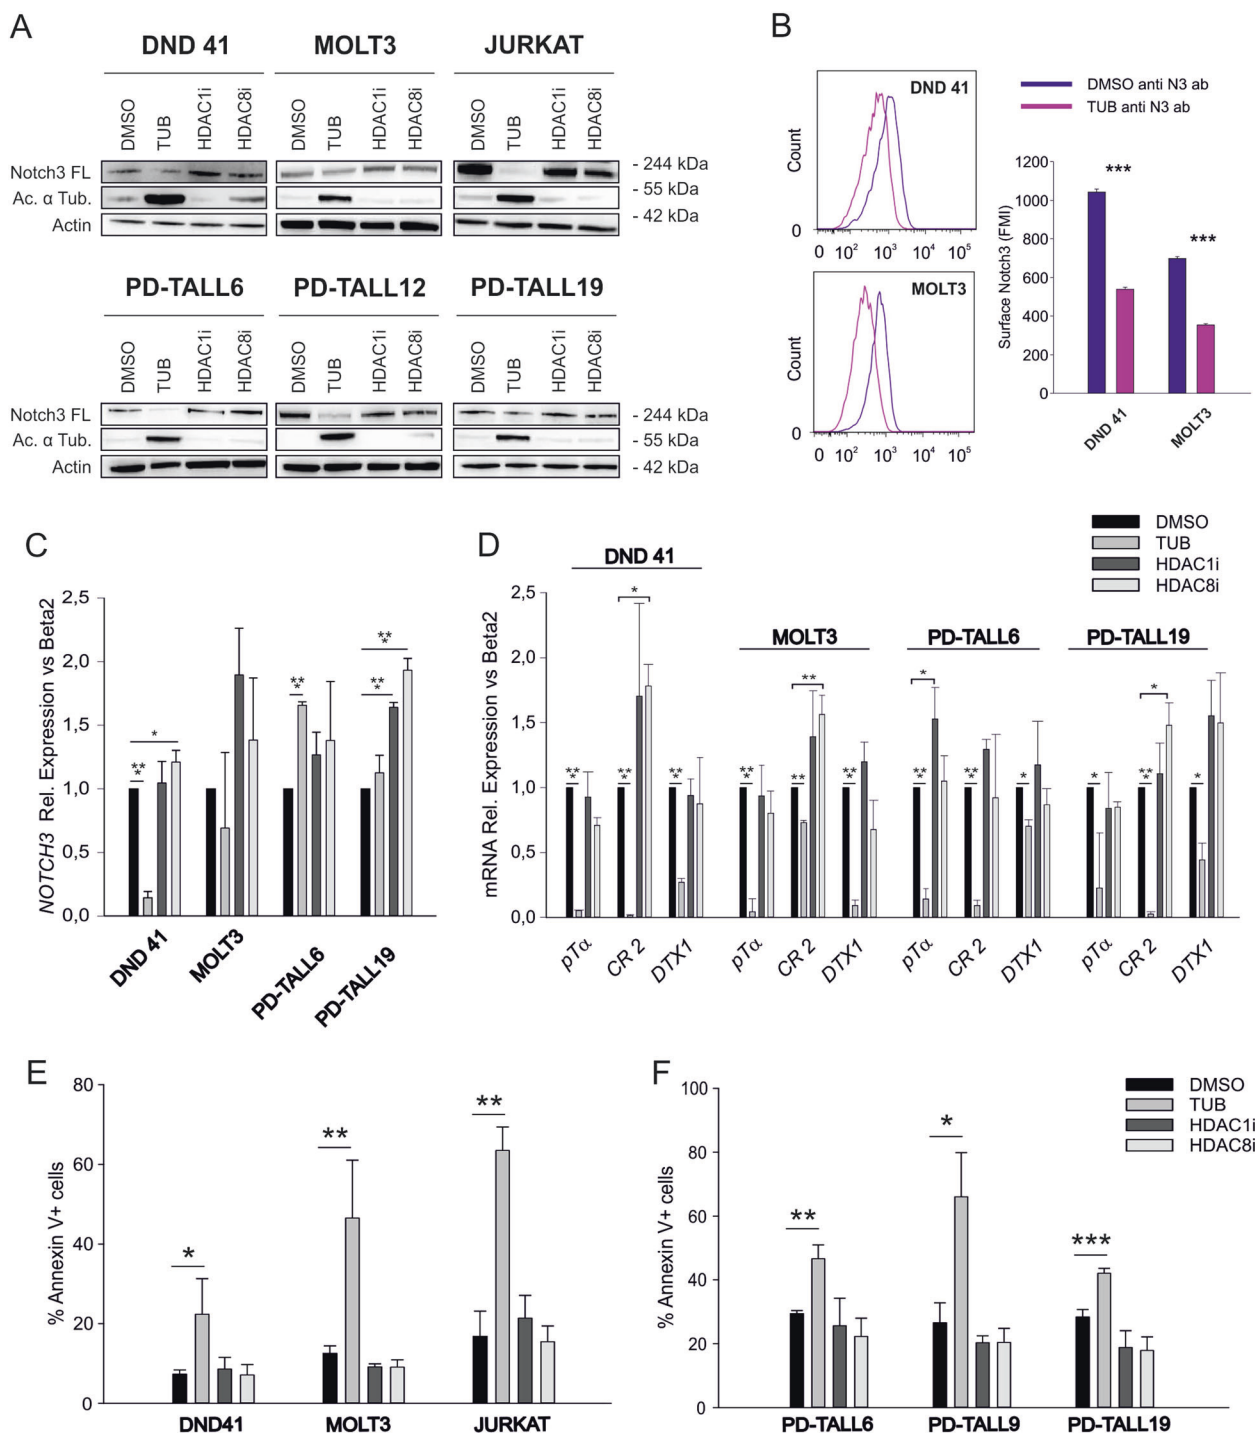 A
DND 41 MOLT3 JURKAT
DMSO TUB HDAC1i HDAC8i DMSO TUB HDAC1i HDAC8i DMSO TUB HDAC1i HDAC8i
Notch3 FL - 244 kDa
Ac. α Tub. - 55 kDa
Actin - 42 kDa
PD-TALL6 PD-TALL12 PD-TALL19
DMSO TUB HDAC1i HDAC8i DMSO TUB HDAC1i HDAC8i DMSO TUB HDAC1i HDAC8i
Notch3 FL - 244 kDa
Ac. α Tub. - 55 kDa
Actin - 42 kDa
B
DND 41
Count
0
0 10² 10³ 10⁴ 10⁵
MOLT3
Count
0
0 10² 10³ 10⁴ 10⁵
DMSO anti N3 ab
TUB anti N3 ab
Surface Notch3 (FMI)
1200
1000
800
600
400
200
0
*** ***
DND 41 MOLT3
C
NOTCH3 Rel. Expression vs Beta2
2,5
2,0
1,5
1,0
0,5
0,0
*** * *** *** ***
DND 41 MOLT3 PD-TALL6 PD-TALL19
D
DMSO
TUB
HDAC1i
HDAC8i
mRNA Rel. Expression vs Beta2
2,5
2,0
1,5
1,0
0,5
0,0
DND 41 MOLT3 PD-TALL6 PD-TALL19
* ** * *
*** *** *** *** *** *** *** *** * * *** *
pTα CR 2 DTX1 pTα CR 2 DTX1 pTα CR 2 DTX1 pTα CR 2 DTX1
E
% Annexin V+ cells
80
60
40
20
0
* ** **
DND41 MOLT3 JURKAT
F
DMSO
TUB
HDAC1i
HDAC8i
% Annexin V+ cells
100
80
60
40
20
0
** * ***
PD-TALL6 PD-TALL9 PD-TALL19